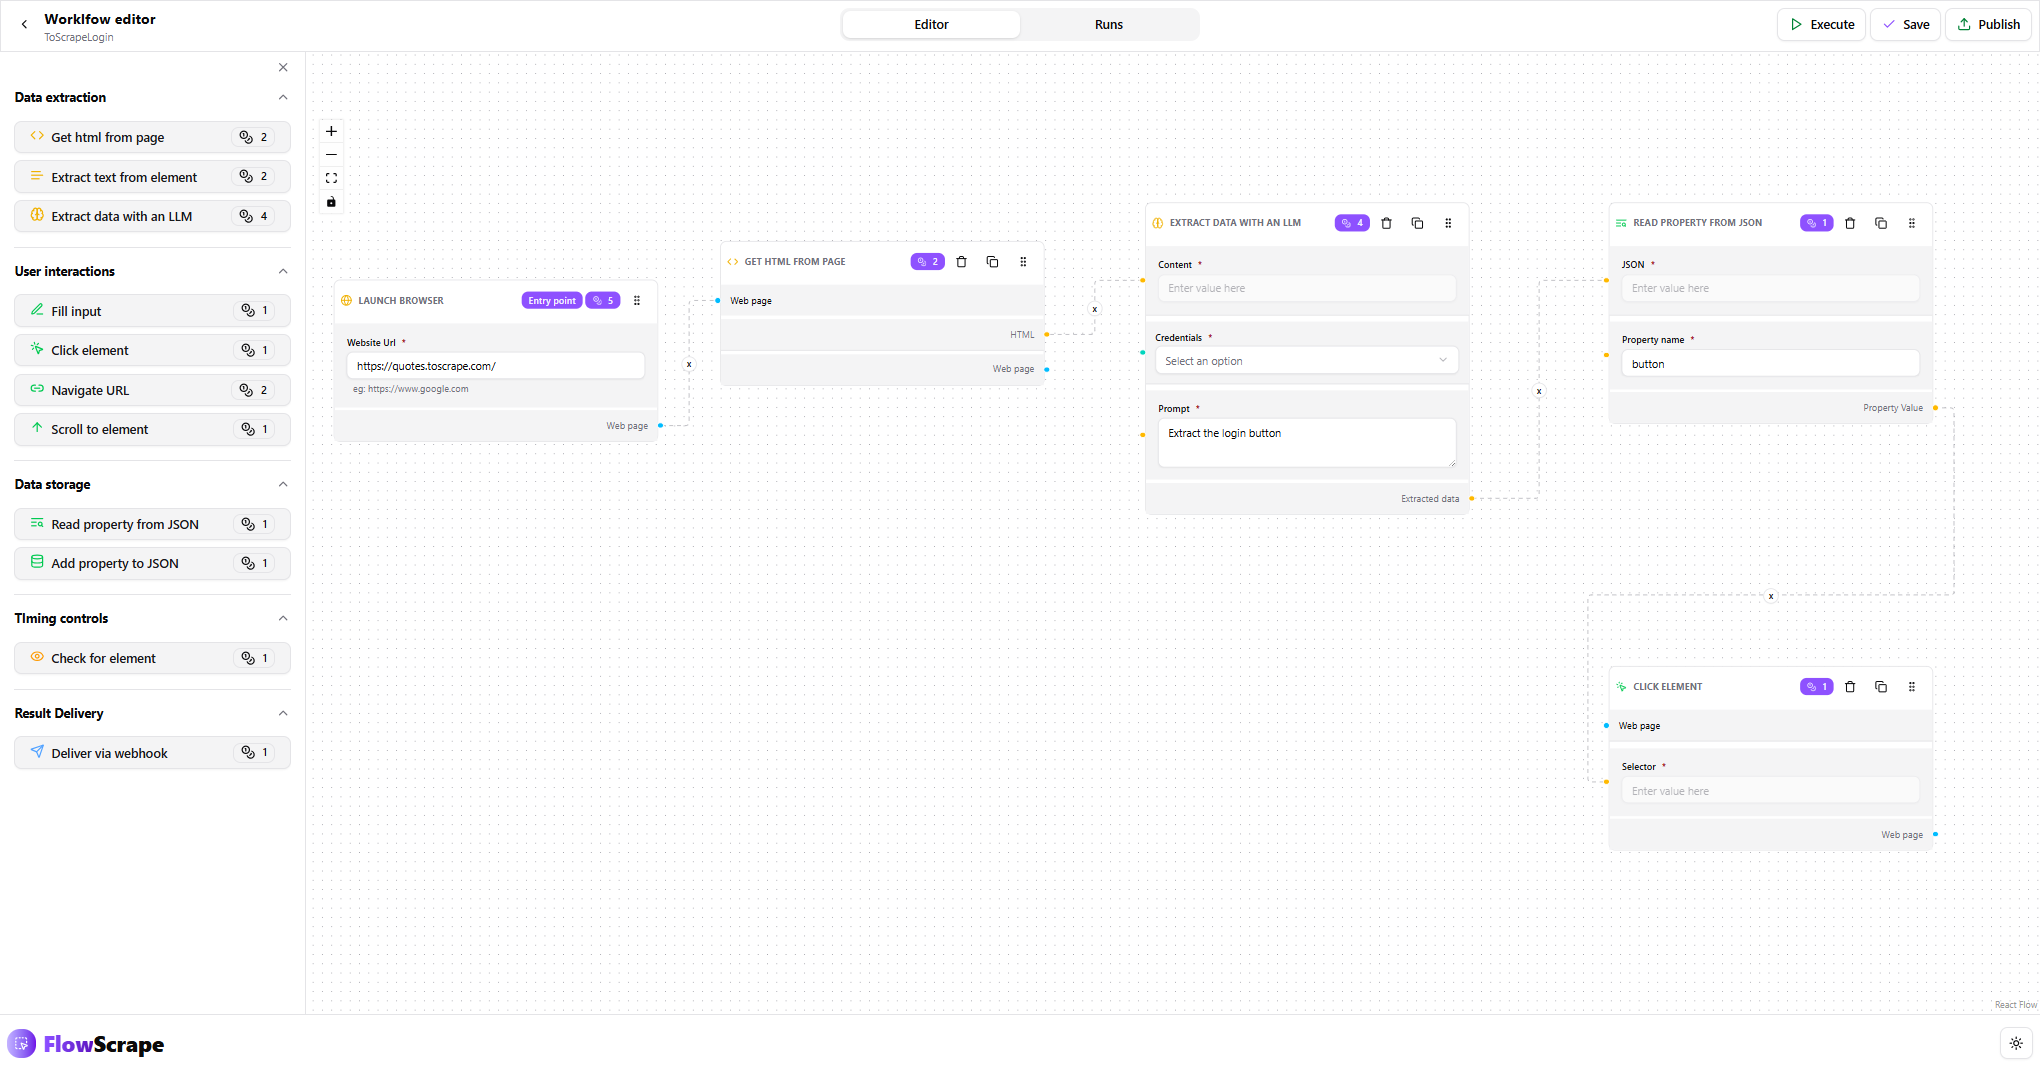 Worklfow editor
ToScrapeLogin
Editor
Runs
Execute
Save
Publish
Data extraction
Get html from page 2
Extract text from element 2
Extract data with an LLM 4
User interactions
Fill input 1
Click element 1
Navigate URL 2
Scroll to element 1
Data storage
Read property from JSON 1
Add property to JSON 1
TIming controls
Check for element 1
Result Delivery
Deliver via webhook 1
LAUNCH BROWSER Entry point 5
Website Url *
https://quotes.toscrape.com/
eg: https://www.google.com
Web page
x
GET HTML FROM PAGE 2
Web page
HTML
Web page
x
EXTRACT DATA WITH AN LLM 4
Content *
Enter value here
Credentials *
Select an option
Prompt *
Extract the login button
Extracted data
x
READ PROPERTY FROM JSON 1
JSON *
Enter value here
Property name *
button
Property Value
x
CLICK ELEMENT 1
Web page
Selector *
Enter value here
Web page
React Flow
FlowScrape